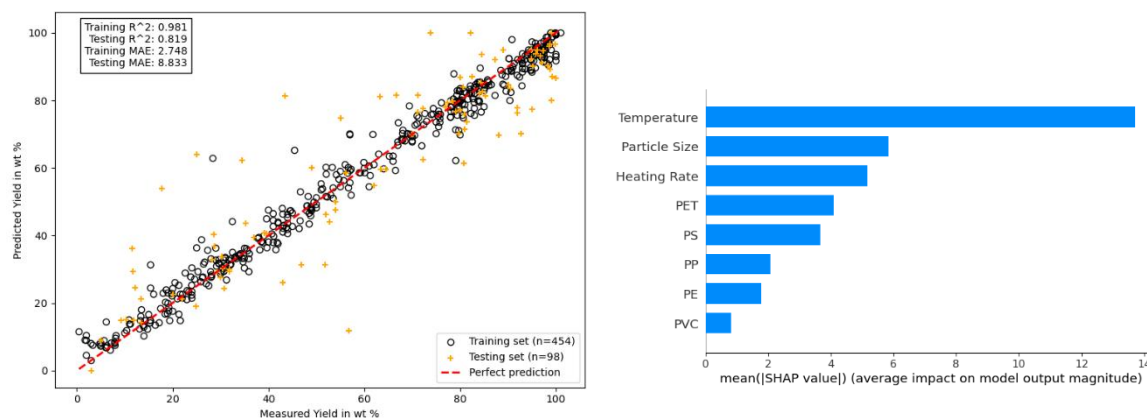 Training R^2: 0.981
Testing R^2: 0.819
Training MAE: 2.748
Testing MAE: 8.833
100
80
60
40
20
0
Predicted Yield in wt %
Training set (n=454)
Testing set (n=98)
Perfect prediction
0 20 40 60 80 100
Measured Yield in wt %
Temperature
Particle Size
Heating Rate
PET
PS
PP
PE
PVC
0 2 4 6 8 10 12 14
mean(|SHAP value|) (average impact on model output magnitude)